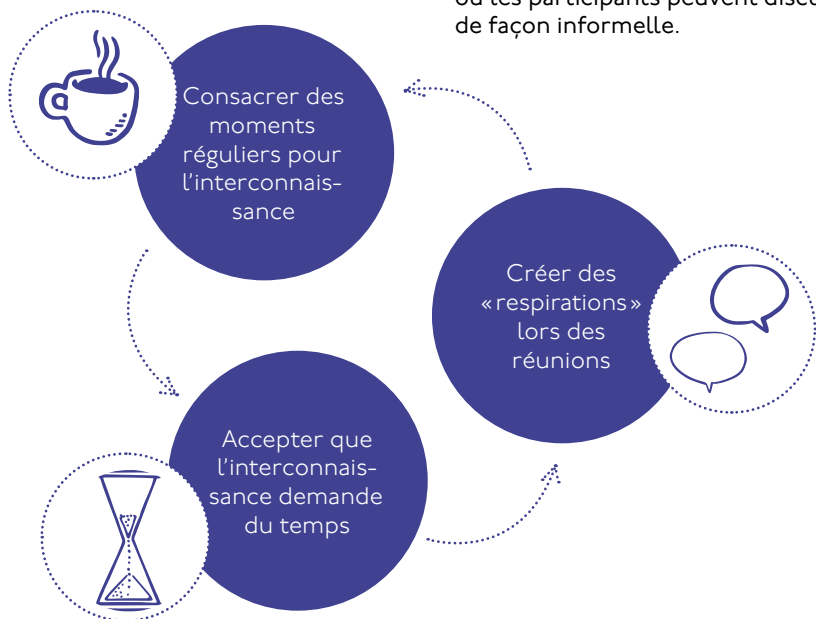 de façon informelle.
Consacrer des
moments
réguliers pour
l'interconnais-
sance
Créer des
«respirations»
lors des
réunions
Accepter que
l'interconnais-
sance demande
du temps